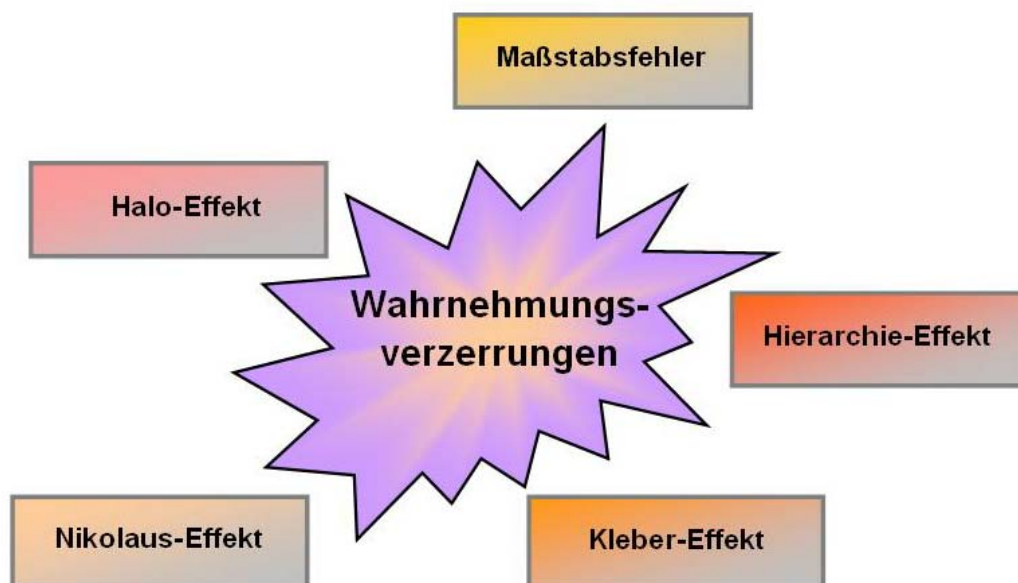 Maßstabsfehler
Halo-Effekt
Wahrnehmungs-
verzerrungen
Hierarchie-Effekt
Nikolaus-Effekt
Kleber-Effekt